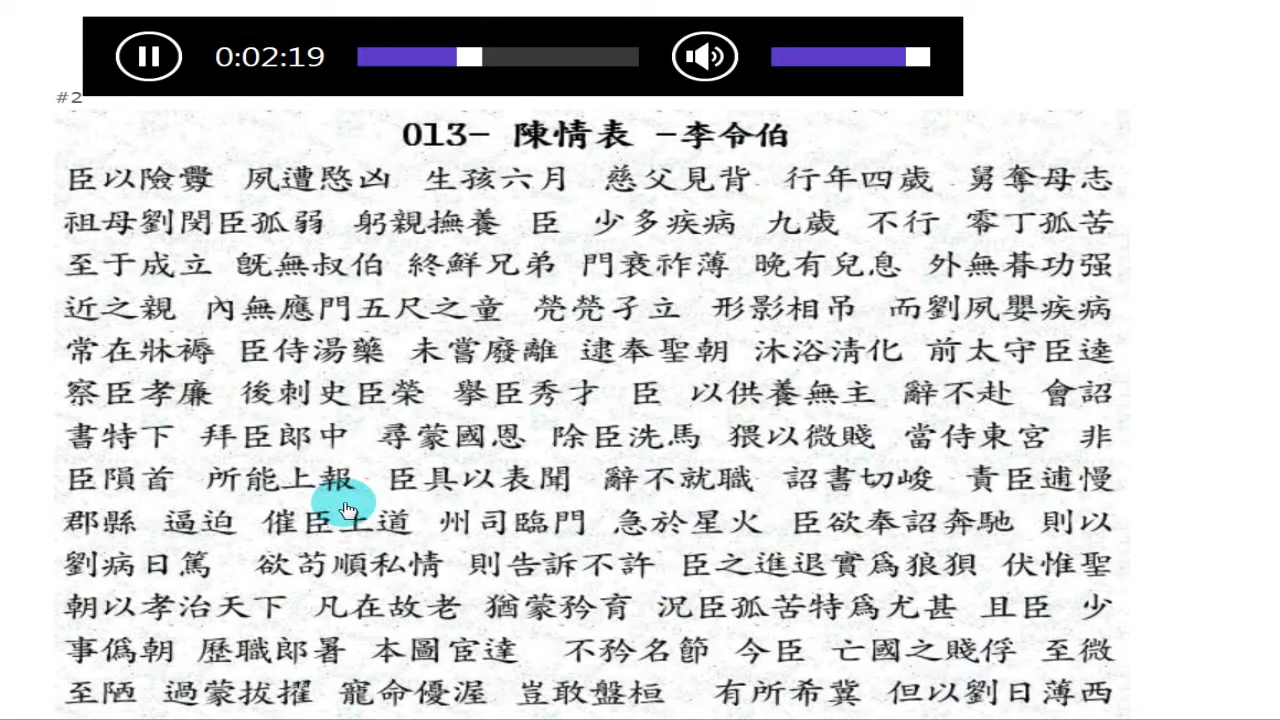 0:02:19
#2
013- 陳情表 -李令伯
臣以險釁 夙遭愍凶 生孩六月 慈父見背 行年四歲 舅奪母志
祖母劉閔臣孤弱 躬親撫養 臣 少多疾病 九歲 不行 零丁孤苦
至于成立 旣無叔伯 終鮮兄弟 門衰祚薄 晚有兒息 外無朞功强
近之親 內無應門五尺之童 煢煢孑立 形影相吊 而劉夙嬰疾病
常在牀褥 臣侍湯藥 未嘗廢離 逮奉聖朝 沐浴淸化 前太守臣逵
察臣孝廉 後刺史臣榮 擧臣秀才 臣 以供養無主 辭不赴 會詔
書特下 拜臣郞中 尋蒙國恩 除臣洗馬 猥以微賤 當侍東宮 非
臣隕首 所能上報 臣具以表聞 辭不就職 詔書切峻 責臣逋慢
郡縣 逼迫 催臣上道 州司臨門 急於星火 臣欲奉詔奔馳 則以
劉病日篤 欲苟順私情 則告訴不許 臣之進退實爲狼狽 伏惟聖
朝以孝治天下 凡在故老 猶蒙矜育 況臣孤苦特爲尤甚 且臣 少
事僞朝 歷職郞署 本圖宦達 不矜名節 今臣 亡國之賤俘 至微
至陋 過蒙拔擢 寵命優渥 豈敢盤桓 有所希冀 但以劉日薄西